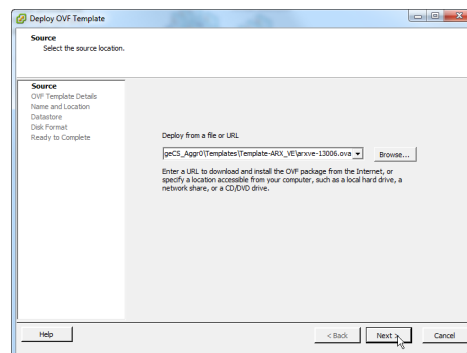 Deploy OVF Template
Source
Select the source location.
Source
OVF Template Details
Name and Location
Datastore
Disk Format
Ready to Complete
Deploy from a file or URL
geCS_Aggr0\Templates\Template-ARX_VE\arxve-13006.ova
Browse...
Enter a URL to download and install the OVF package from the Internet, or
specify a location accessible from your computer, such as a local hard drive, a
network share, or a CD/DVD drive.
Help
< Back
Next >
Cancel